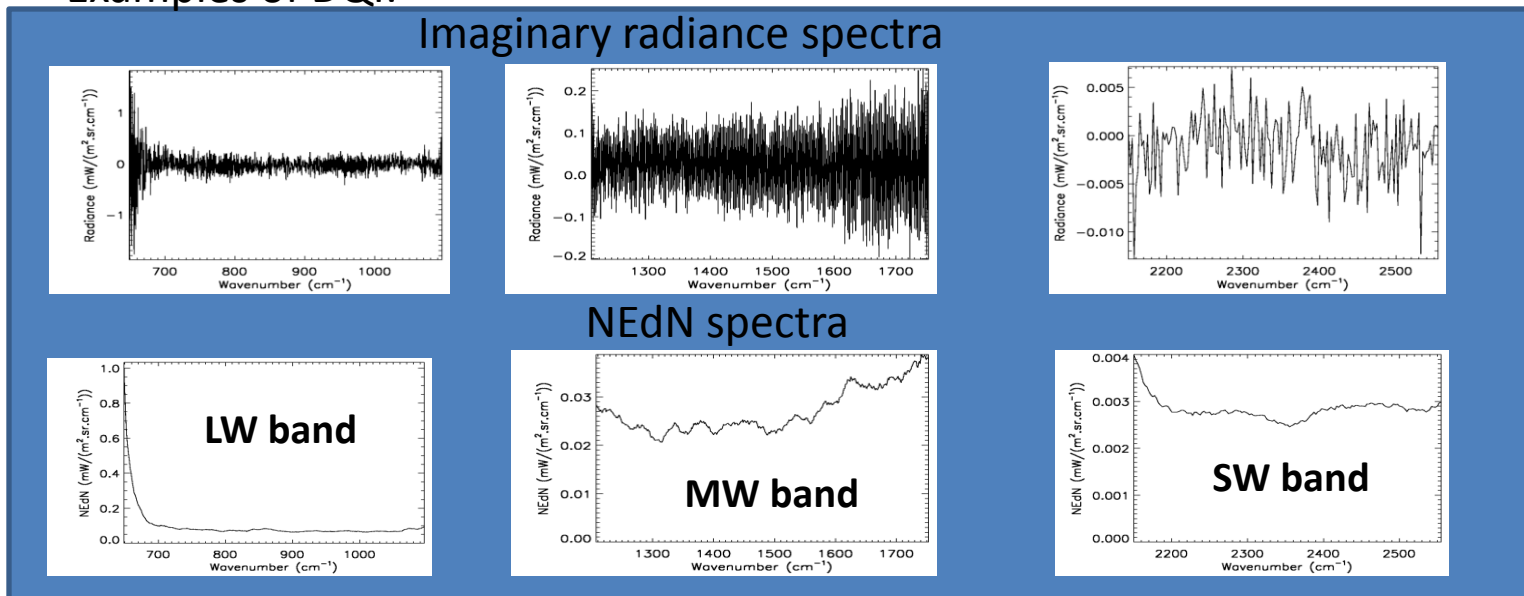 Examples of DQI:
Imaginary radiance spectra
Radiance (mW/(m².sr.cm⁻¹))
1
0
−1
700 800 900 1000
Wavenumber (cm⁻¹)
Radiance (mW/(m².sr.cm⁻¹))
0.2
0.1
0.0
−0.1
−0.2
1300 1400 1500 1600 1700
Wavenumber (cm⁻¹)
Radiance (mW/(m².sr.cm⁻¹))
0.005
0.000
−0.005
−0.010
2200 2300 2400 2500
Wavenumber (cm⁻¹)
NEdN spectra
NEdN (mW/(m².sr.cm⁻¹))
1.0
0.8
0.6
0.4
0.2
0.0
LW band
700 800 900 1000
Wavenumber (cm⁻¹)
NEdN (mW/(m².sr.cm⁻¹))
0.03
0.02
0.01
0.00
MW band
1300 1400 1500 1600 1700
Wavenumber (cm⁻¹)
NEdN (mW/(m².sr.cm⁻¹))
0.004
0.003
0.002
0.001
0.000
SW band
2200 2300 2400 2500
Wavenumber (cm⁻¹)